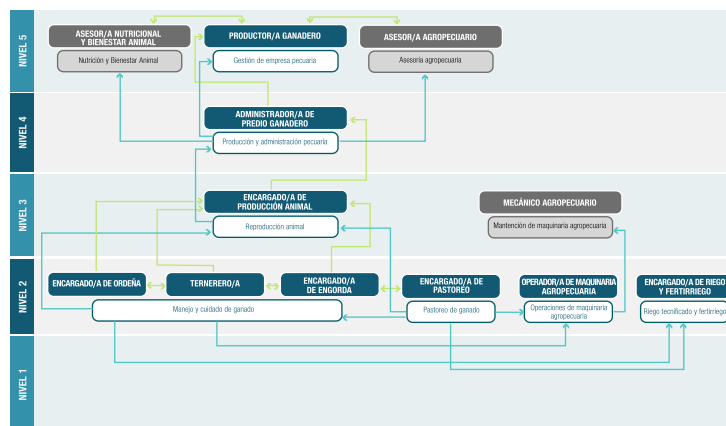 NIVEL 5
ASESOR/A NUTRICIONAL
Y BIENESTAR ANIMAL
Nutrición y Bienestar Animal
PRODUCTOR/A GANADERO
Gestión de empresa pecuaria
ASESOR/A AGROPECUARIO
Asesoría agropecuaria
NIVEL 4
ADMINISTRADOR/A DE
PREDIO GANADERO
Producción y administración pecuaria
NIVEL 3
ENCARGADO/A DE
PRODUCCIÓN ANIMAL
Reproducción animal
MECÁNICO AGROPECUARIO
Mantención de maquinaria agropecuaria
NIVEL 2
ENCARGADO/A DE ORDEÑA
TERNERERO/A
ENCARGADO/A
DE ENGORDA
Manejo y cuidado de ganado
ENCARGADO/A DE
PASTOREO
Pastoreo de ganado
OPERADOR/A DE MAQUINARIA
AGROPECUARIA
Operaciones de maquinaria
agropecuaria
ENCARGADO/A DE RIEGO
Y FERTIRRIEGO
Riego tecnificado y fertirriego
NIVEL 1